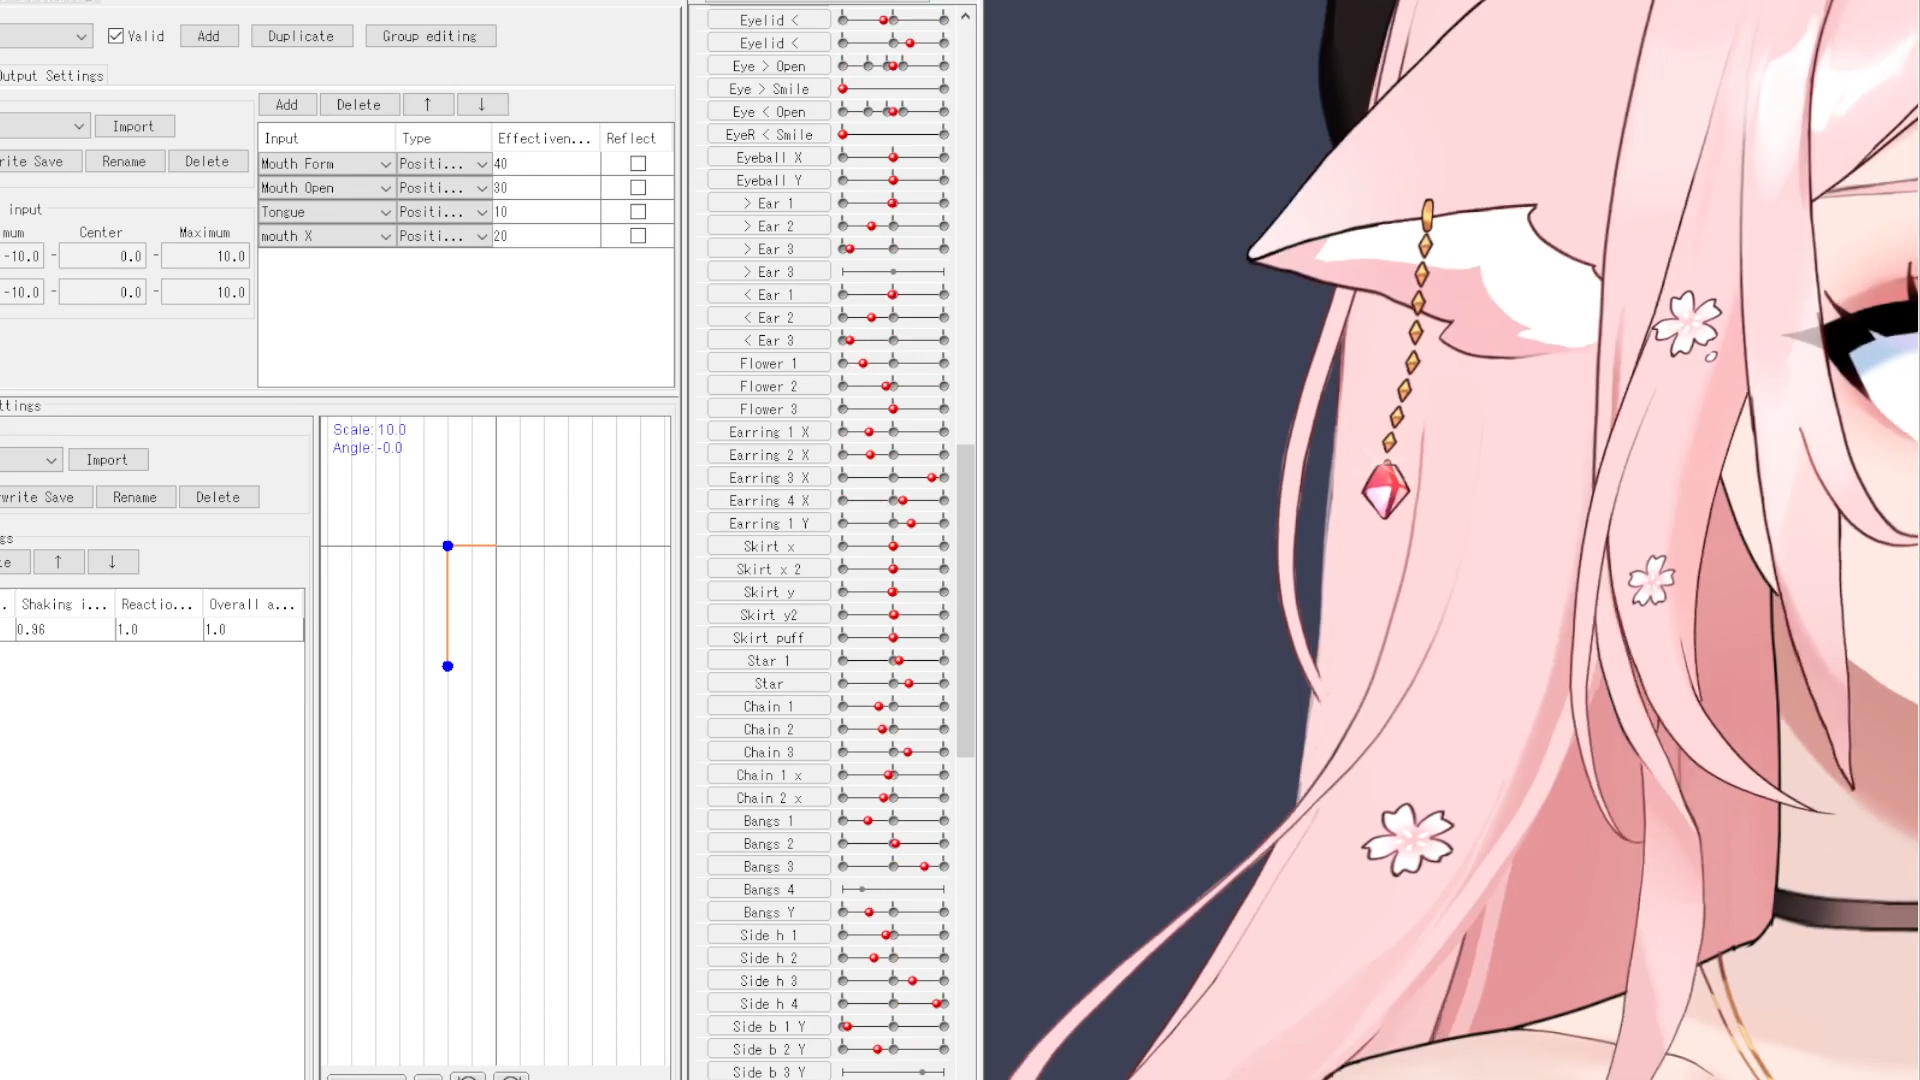 Valid Add Duplicate Group editing
Output Settings
Add Delete ↑ ↓
Import
rite Save Rename Delete
Input Type Effectiven... Reflect
Mouth Form Positi... 40
Mouth Open Positi... 30
Tongue Positi... 10
mouth X Positi... 20
input
mum Center Maximum
-10.0 - 0.0 - 10.0
-10.0 - 0.0 - 10.0
ttings
Import
write Save Rename Delete
gs
te ↑ ↓
. Shaking i... Reactio... Overall a...
0.96 1.0 1.0
Scale: 10.0
Angle: -0.0
Eyelid <
Eyelid <
Eye > Open
Eye > Smile
Eye < Open
EyeR < Smile
Eyeball X
Eyeball Y
> Ear 1
> Ear 2
> Ear 3
> Ear 3
< Ear 1
< Ear 2
< Ear 3
Flower 1
Flower 2
Flower 3
Earring 1 X
Earring 2 X
Earring 3 X
Earring 4 X
Earring 1 Y
Skirt x
Skirt x 2
Skirt y
Skirt y2
Skirt puff
Star 1
Star
Chain 1
Chain 2
Chain 3
Chain 1 x
Chain 2 x
Bangs 1
Bangs 2
Bangs 3
Bangs 4
Bangs Y
Side h 1
Side h 2
Side h 3
Side h 4
Side b 1 Y
Side b 2 Y
Side b 3 Y